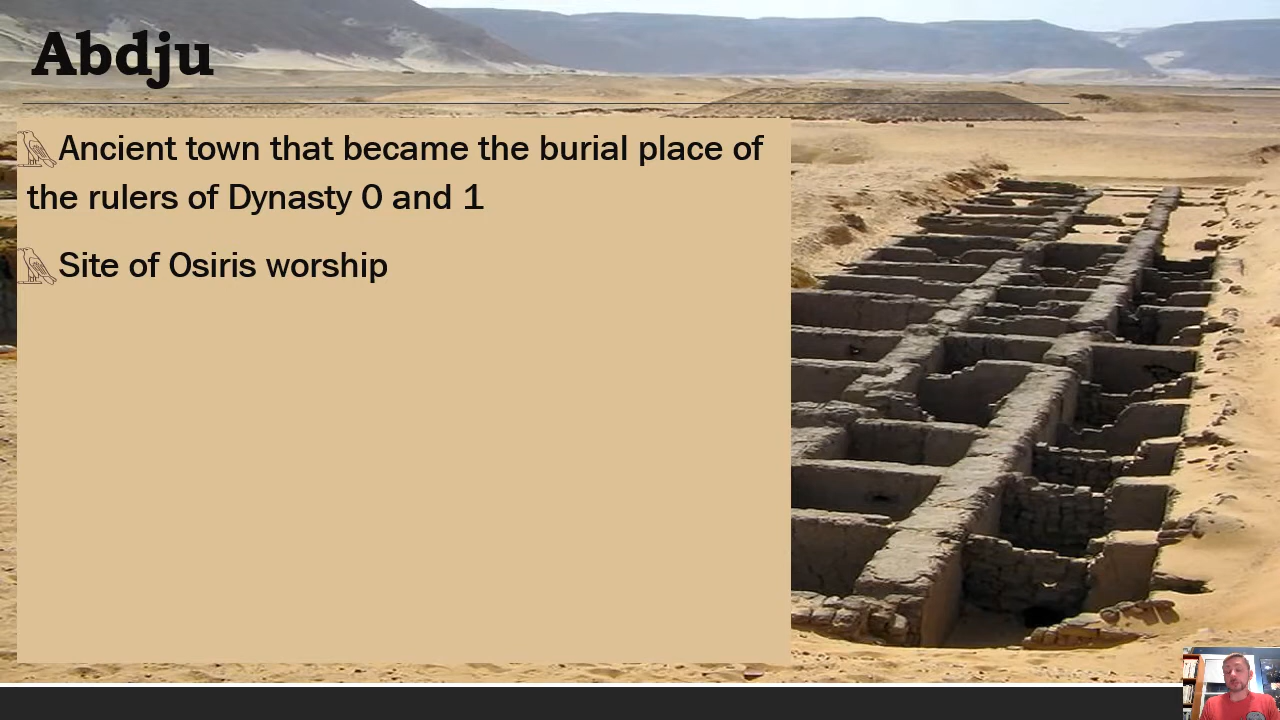 Abdju
Ancient town that became the burial place of
the rulers of Dynasty 0 and 1
Site of Osiris worship